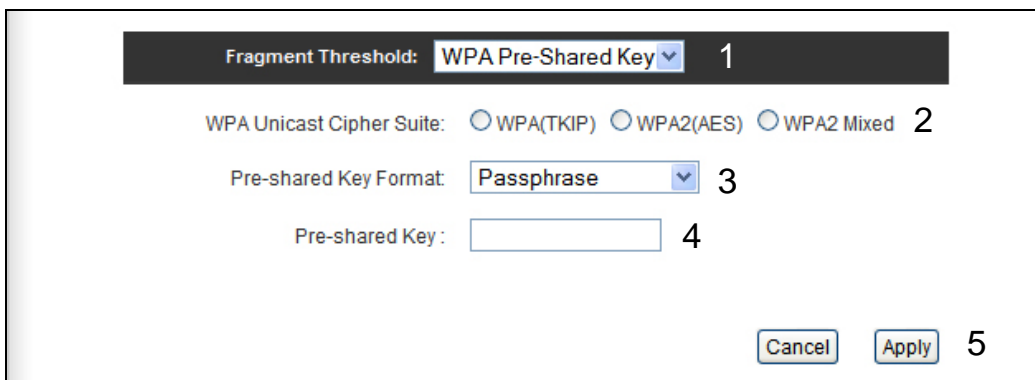 Fragment Threshold: WPA Pre-Shared Key 1
WPA Unicast Cipher Suite: WPA(TKIP) WPA2(AES) WPA2 Mixed 2
Pre-shared Key Format: Passphrase 3
Pre-shared Key : 4
Cancel Apply 5